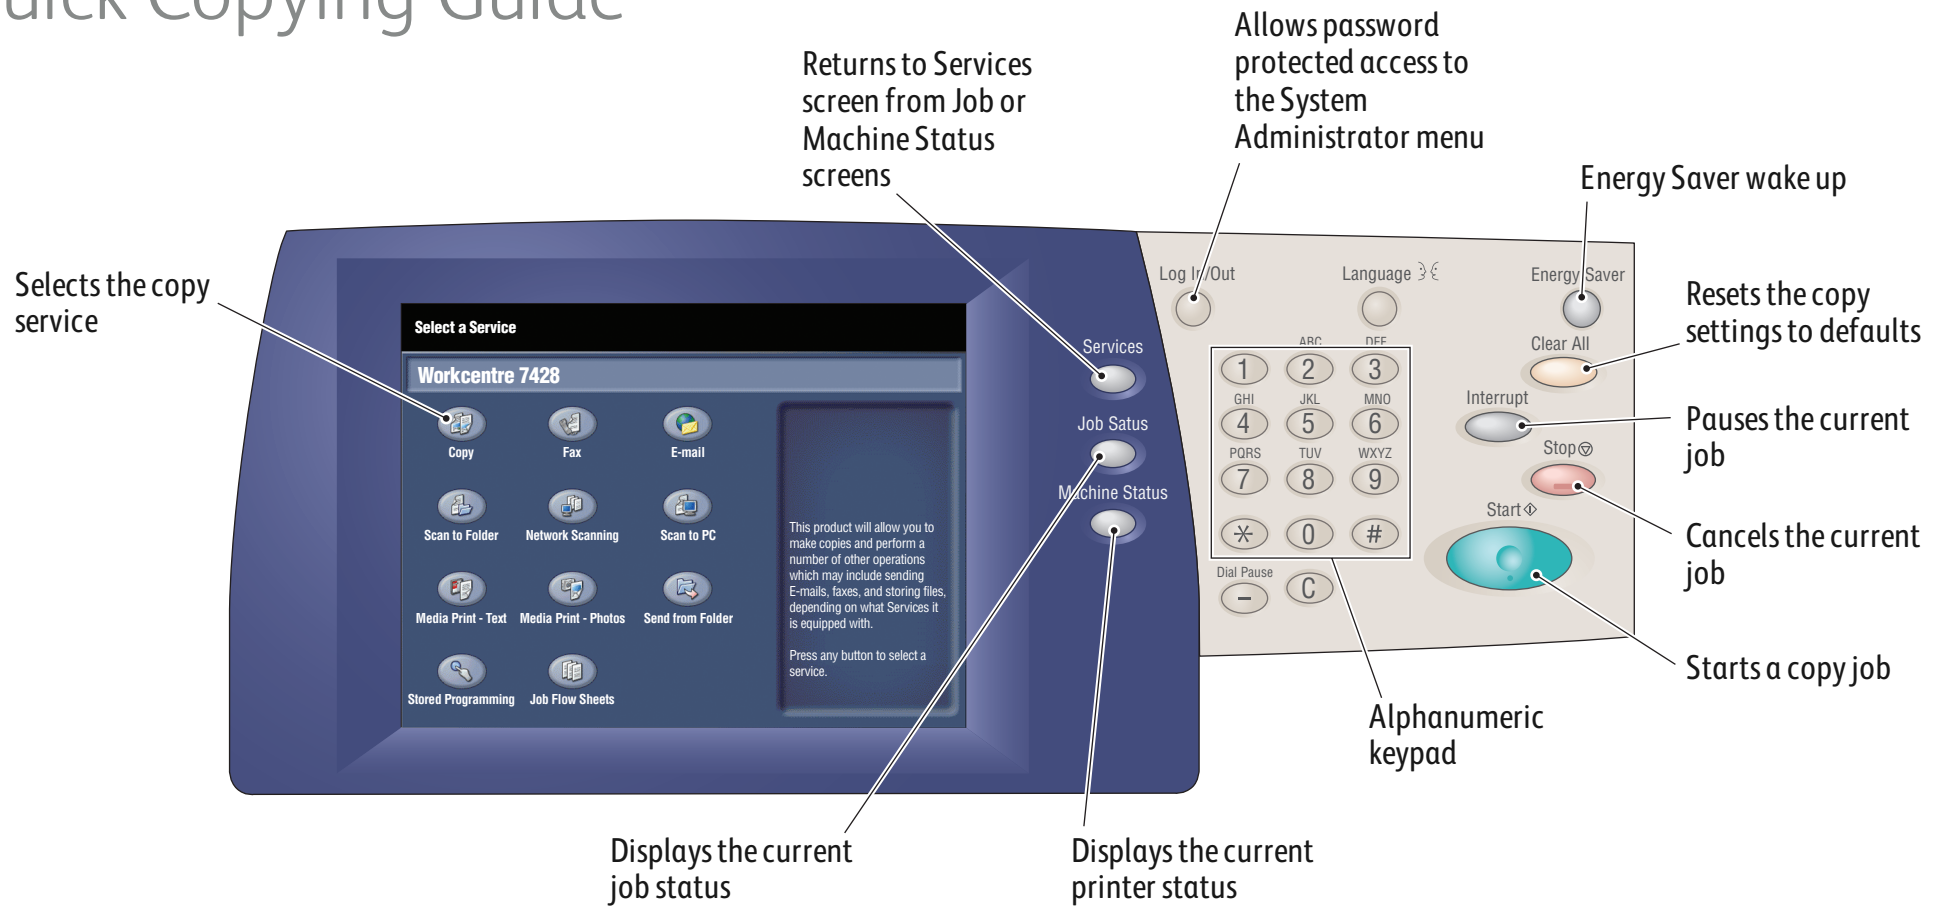 Quick Copying Guide
Allows password
protected access to
the System
Administrator menu
Returns to Services
screen from Job or
Machine Status
screens
Energy Saver wake up
Selects the copy
service
Log In/Out
Language
Energy Saver
Resets the copy
settings to defaults
Select a Service
Services
Clear All
Workcentre 7428
ABC
DEF
1
2
3
Interrupt
Pauses the current
job
GHI
JKL
MNO
4
5
6
Copy
Fax
E-mail
Job Satus
Stop
PQRS
TUV
WXYZ
7
8
9
Machine Status
Start
Cancels the current
job
Scan to Folder
Network Scanning
Scan to PC
*
0
#
This product will allow you to
make copies and perform a
number of other operations
which may include sending
E-mails, faxes, and storing files,
depending on what Services it
is equipped with.
Press any button to select a
service.
Dial Pause
-
C
Media Print - Text
Media Print - Photos
Send from Folder
Starts a copy job
Stored Programming
Job Flow Sheets
Alphanumeric
keypad
Displays the current
job status
Displays the current
printer status